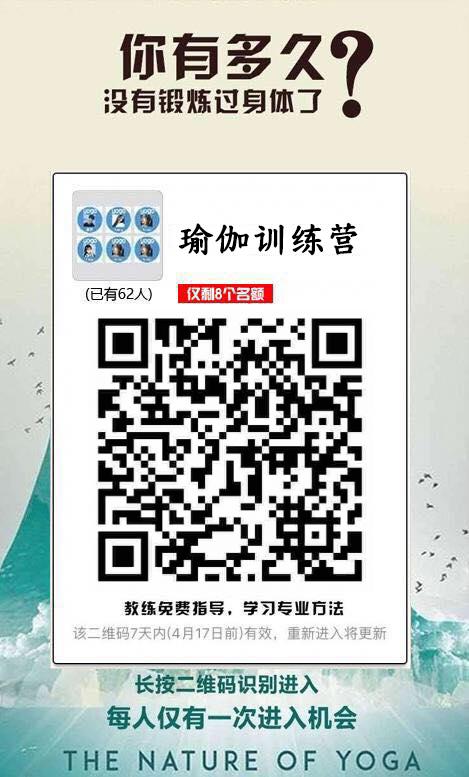 你有多久?
没有锻炼过身体了
瑜伽训练营
(已有62人)
仅剩8个名额
教练免费指导，学习专业方法
该二维码7天内(4月17日前)有效，重新进入将更新
长按二维码识别进入
每人仅有一次进入机会
THE NATURE OF YOGA